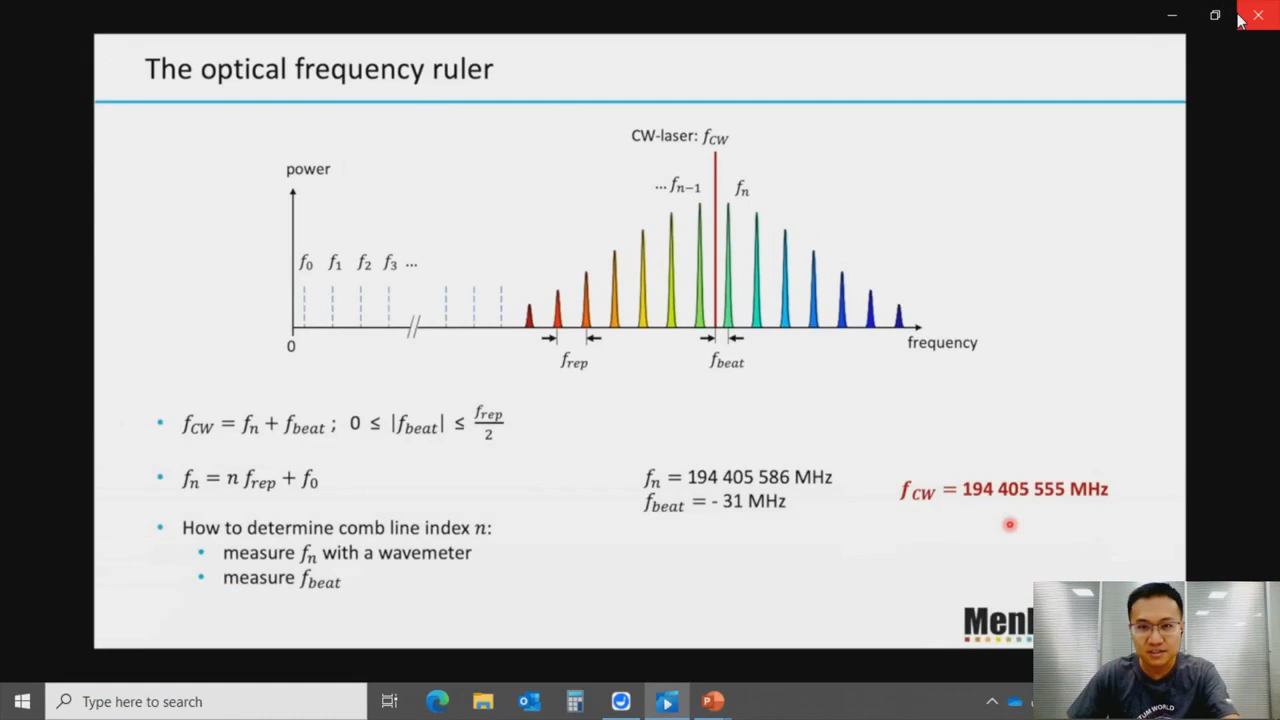 The optical frequency ruler
CW-laser: f_CW
power
...f_{n-1}
f_n
f_0 f_1 f_2 f_3 ...
0
frequency
f_rep
f_beat
• f_CW = f_n + f_beat ; 0 ≤ |f_beat| ≤ f_rep/2
• f_n = n f_rep + f_0
f_n = 194 405 586 MHz
f_beat = - 31 MHz
f_CW = 194 405 555 MHz
• How to determine comb line index n:
• measure f_n with a wavemeter
• measure f_beat
Type here to search